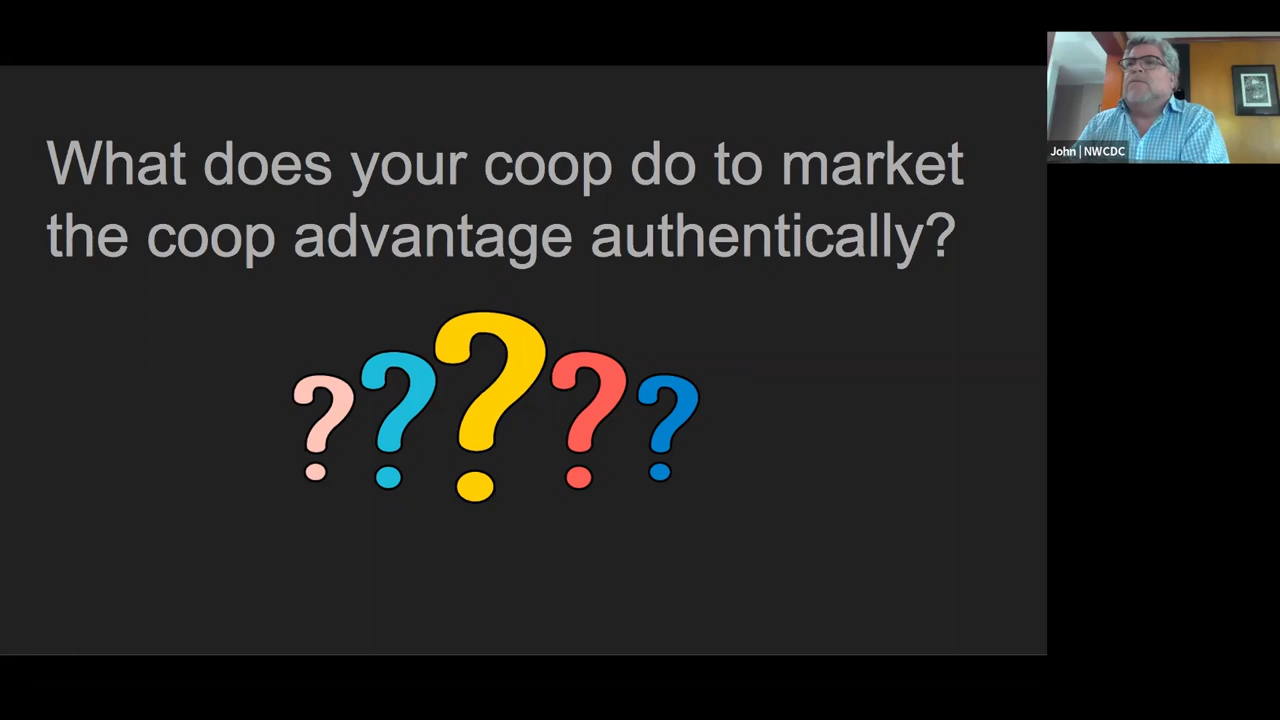 What does your coop do to market
the coop advantage authentically?
?????
John | NWCDC